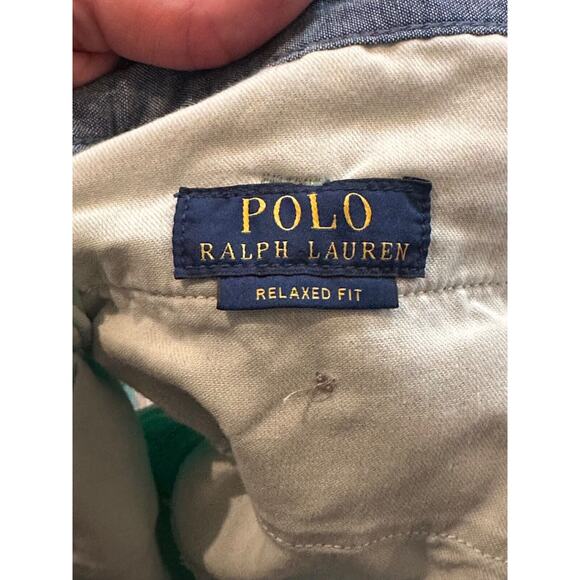 POLO
RALPH LAUREN
RELAXED FIT